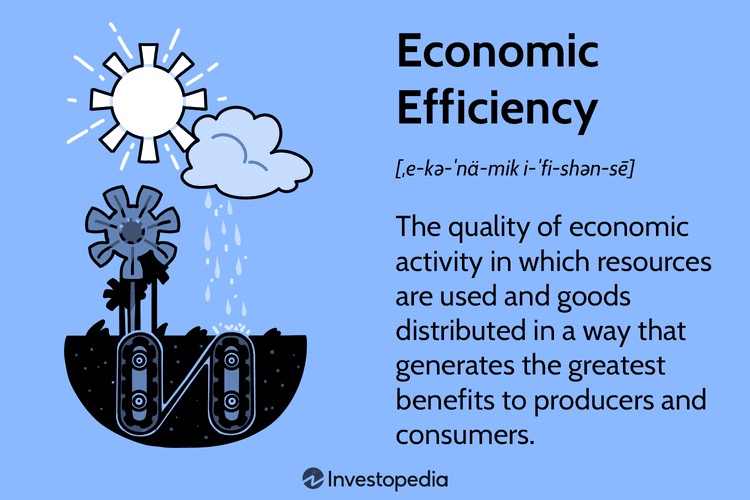 Economic
Efficiency
[ˌe-kə-ˈnä-mik i-ˈfi-shən-sē]
The quality of economic
activity in which resources
are used and goods
distributed in a way that
generates the greatest
benefits to producers and
consumers.
Investopedia